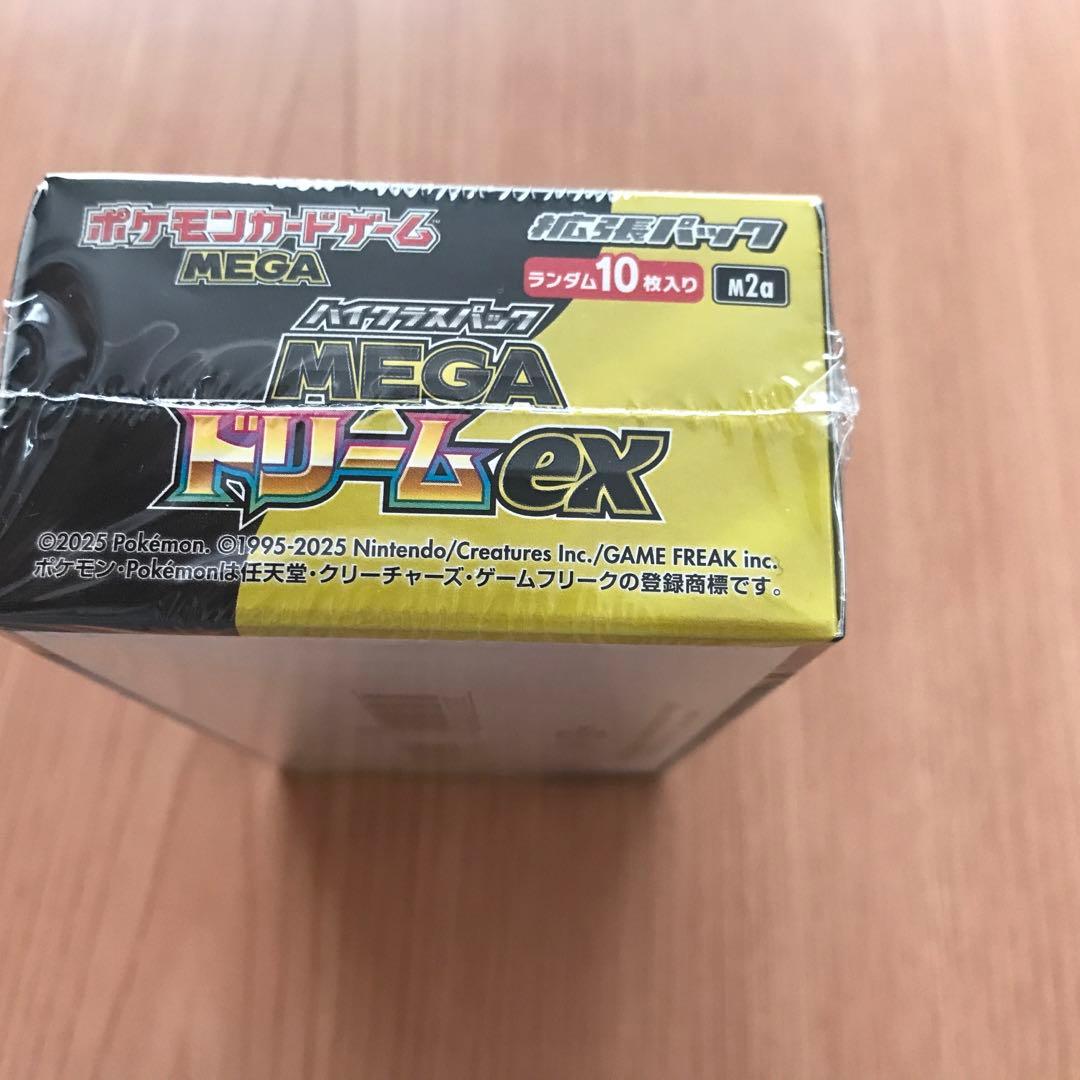 ポケモンカードゲーム
MEGA
拡張パック
ランダム10枚入り
M2a
ハイクラスパック
MEGA
ドリームex
©2025 Pokémon. ©1995-2025 Nintendo/Creatures Inc./GAME FREAK inc.
ポケモン・Pokémonは任天堂・クリーチャーズ・ゲームフリークの登録商標です。